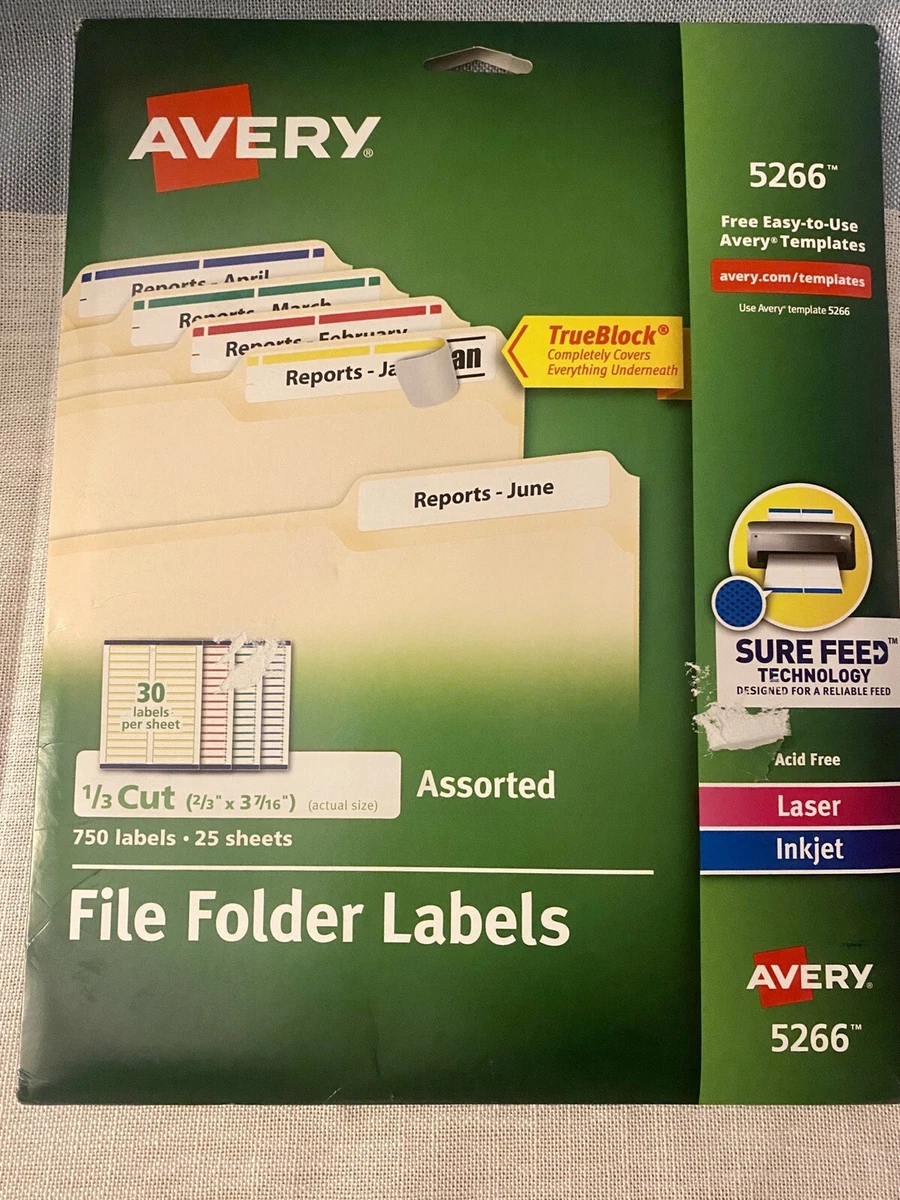 AVERY®
5266™
Free Easy-to-Use
Avery® Templates
avery.com/templates
Use Avery® template 5266
Reports - April
Reports - March
Reports - February
Reports - Ja
an
TrueBlock®
Completely Covers
Everything Underneath
Reports - June
SURE FEED™
TECHNOLOGY
DESIGNED FOR A RELIABLE FEED
30
labels
per sheet
1/3 Cut (2/3" x 3 7/16") (actual size)
Assorted
750 labels • 25 sheets
Acid Free
Laser
Inkjet
File Folder Labels
AVERY®
5266™